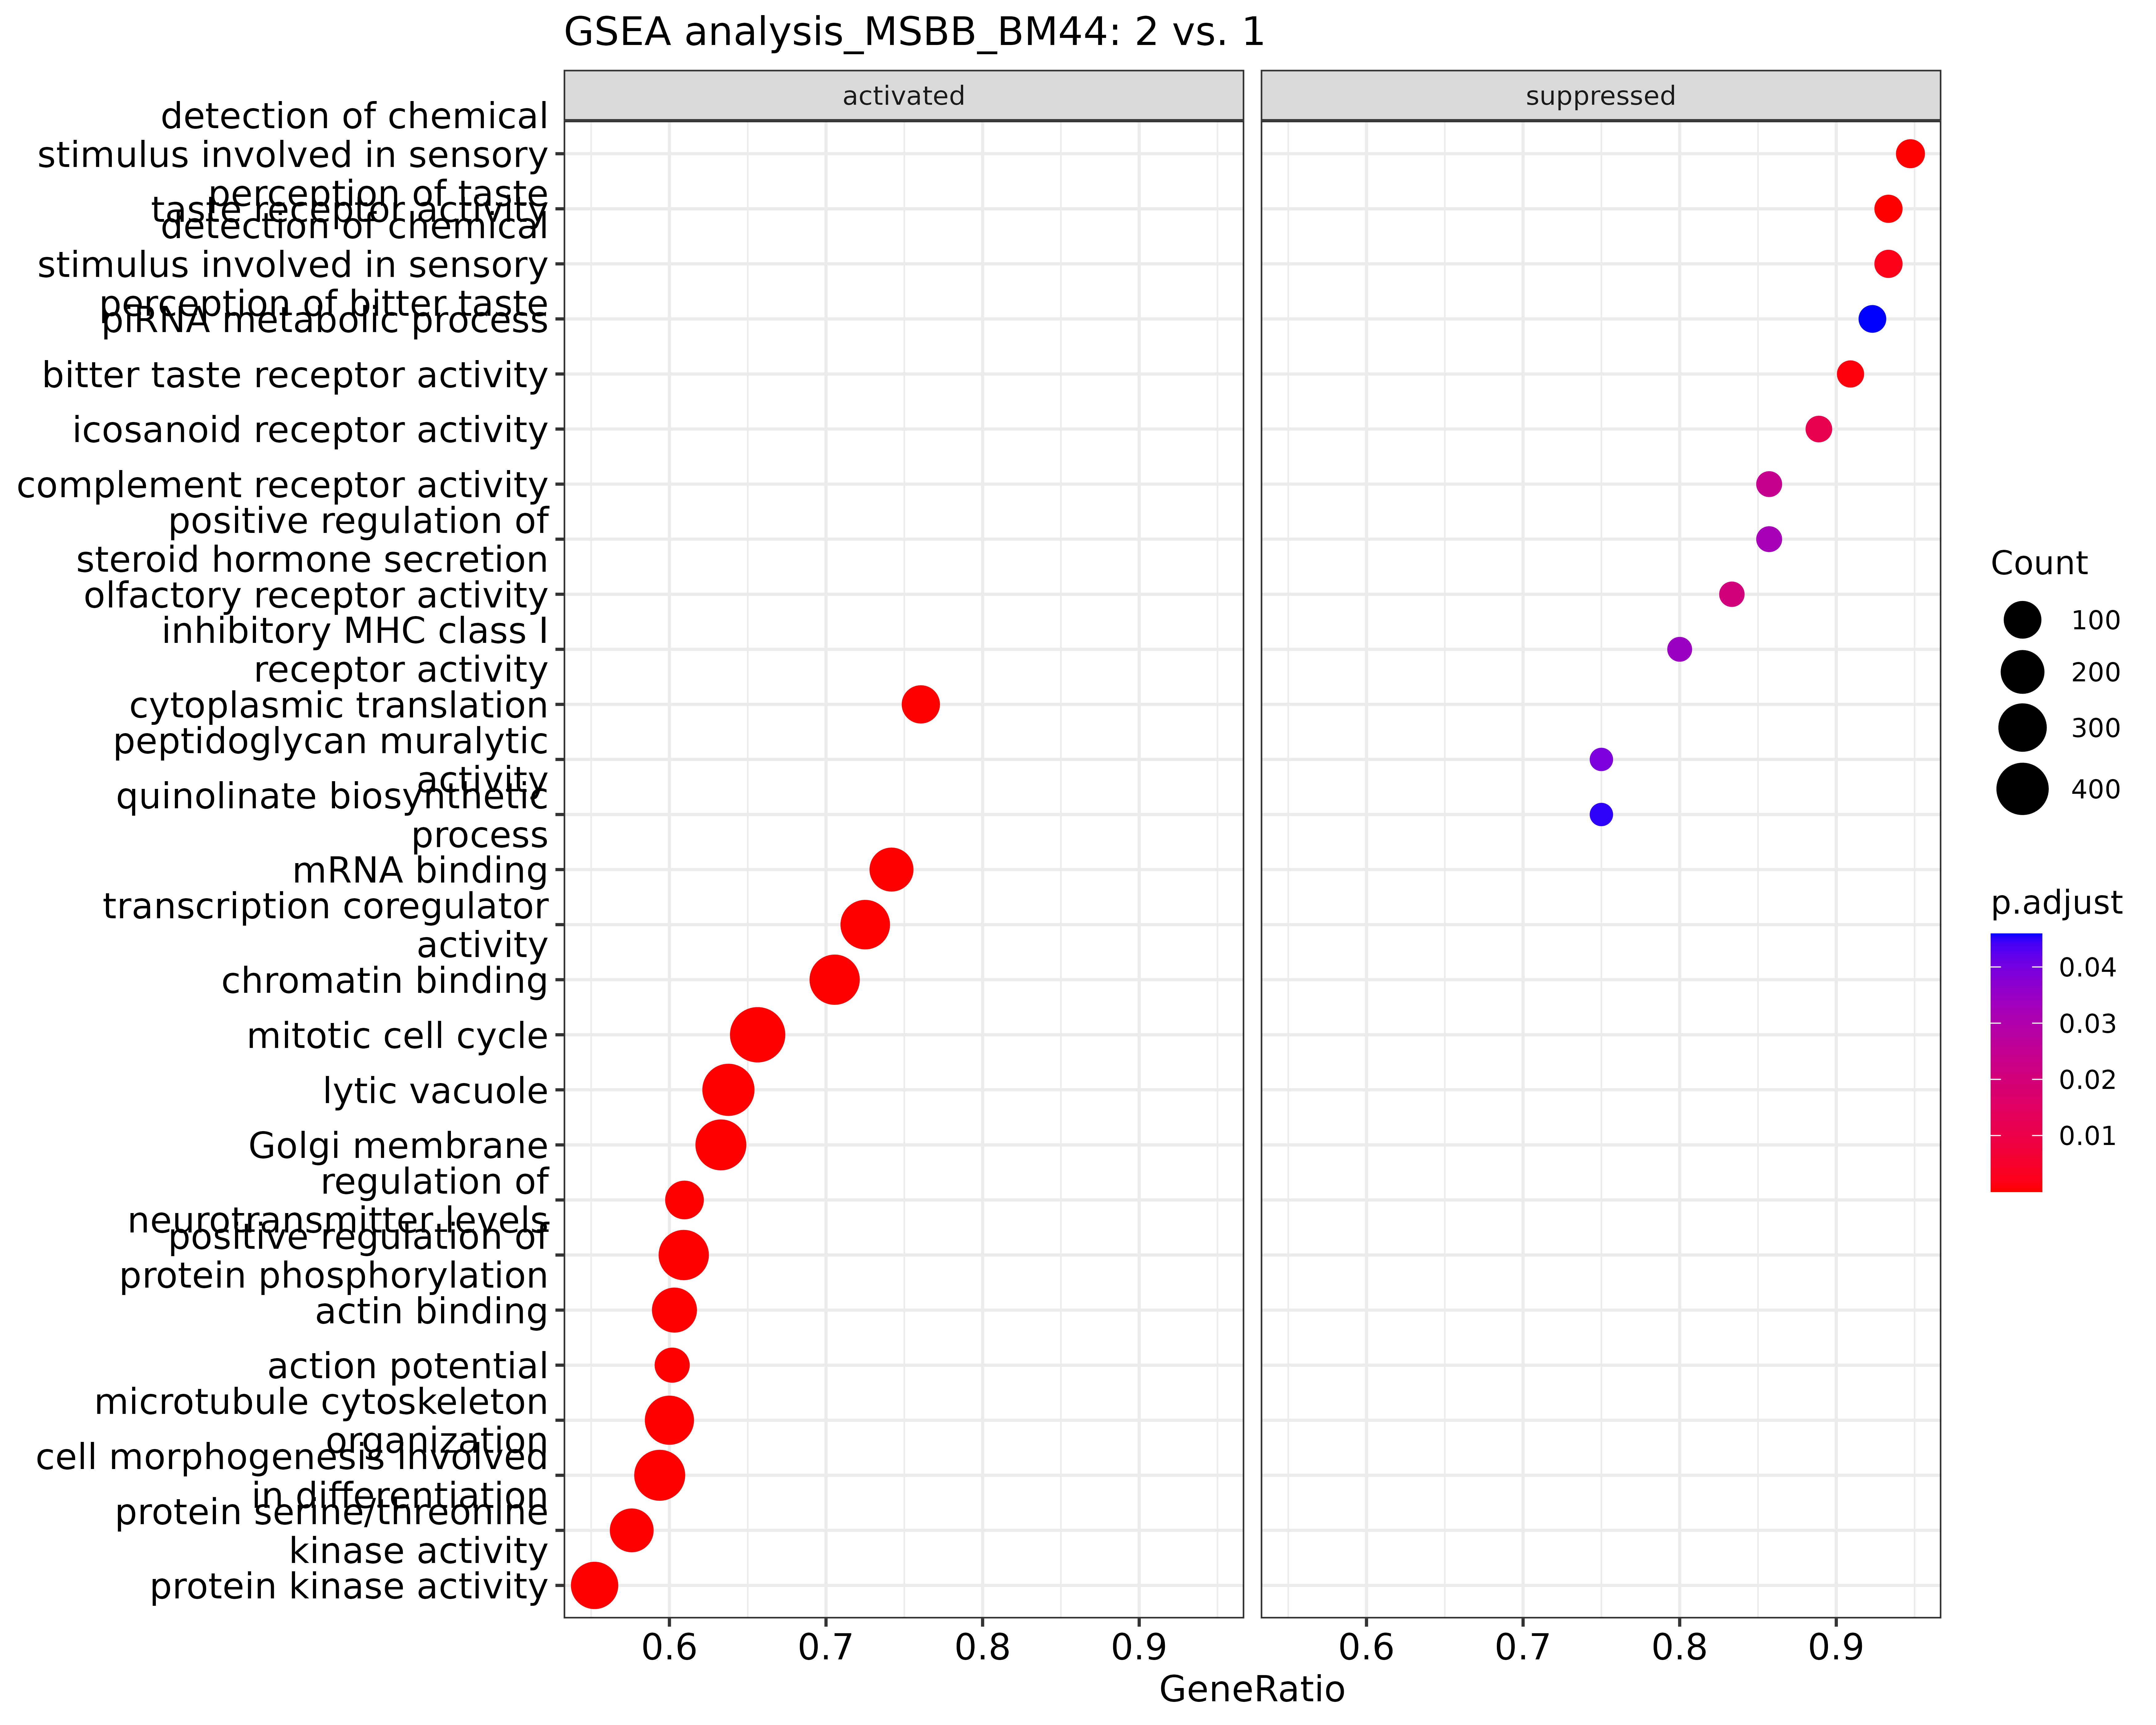 GSEA analysis_MSBB_BM44: 2 vs. 1
activated
suppressed
detection of chemical
stimulus involved in sensory
perception of taste
taste receptor activity
detection of chemical
stimulus involved in sensory
perception of bitter taste
piRNA metabolic process
bitter taste receptor activity
icosanoid receptor activity
complement receptor activity
positive regulation of
steroid hormone secretion
olfactory receptor activity
inhibitory MHC class I
receptor activity
cytoplasmic translation
peptidoglycan muralytic
activity
quinolinate biosynthetic
process
mRNA binding
transcription coregulator
activity
chromatin binding
mitotic cell cycle
lytic vacuole
Golgi membrane
regulation of
neurotransmitter levels
positive regulation of
protein phosphorylation
actin binding
action potential
microtubule cytoskeleton
organization
cell morphogenesis involved
in differentiation
protein serine/threonine
kinase activity
protein kinase activity
0.6 0.7 0.8 0.9
0.6 0.7 0.8 0.9
GeneRatio
Count
100
200
300
400
p.adjust
0.04
0.03
0.02
0.01